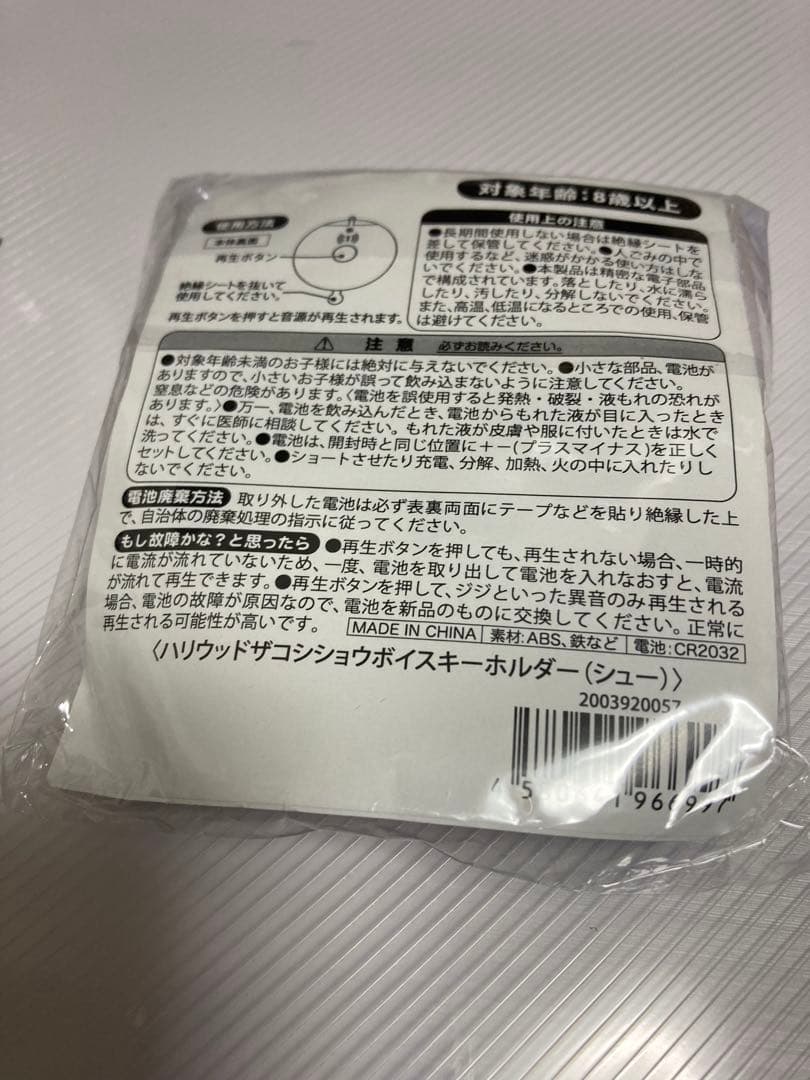 対象年齢:8歳以上
使用方法
本体裏面
再生ボタン
絶縁シートを抜いて
使用してください。
再生ボタンを押すと音源が再生されます。
使用上の注意
●長期間使用しない場合は絶縁シートを
差して保管してください。●人ごみの中で
使用するなど、迷惑がかかる使い方はしな
いでください。●本製品は精密な電子部品
で構成されています。落としたり、水に濡ら
したり、汚したり、分解しないでください。
また、高温、低温になるところでの使用、保管
は避けてください。
注意 必ずお読みください。
●対象年齢未満のお子様には絶対に与えないでください。●小さな部品、電池が
ありますので、小さいお子様が誤って飲み込まないように注意してください。
窒息などの危険があります。〈電池を誤使用すると発熱・破裂・液もれの恐れが
あります。〉●万一、電池を飲み込んだとき、電池からもれた液が目に入ったとき
は、すぐに医師に相談してください。もれた液が皮膚や服に付いたときは水で
洗ってください。●電池は、開封時と同じ位置に+-(プラスマイナス)を正しく
セットしてください。●ショートさせたり充電、分解、加熱、火の中に入れたりし
ないでください。
電池廃棄方法 取り外した電池は必ず表裏両面にテープなどを貼り絶縁した上
で、自治体の廃棄処理の指示に従ってください。
もし故障かな?と思ったら ●再生ボタンを押しても、再生されない場合、一時的
に電流が流れていないため、一度、電池を取り出して電池を入れなおすと、電流
が流れて再生できます。●再生ボタンを押して、ジジといった異音のみ再生される
場合、電池の故障が原因なので、電池を新品のものに交換してください。正常に
再生される可能性が高いです。
MADE IN CHINA 素材:ABS、鉄など 電池:CR2032
〈ハリウッドザコシショウボイスキーホルダー(シュー)〉
2003920057